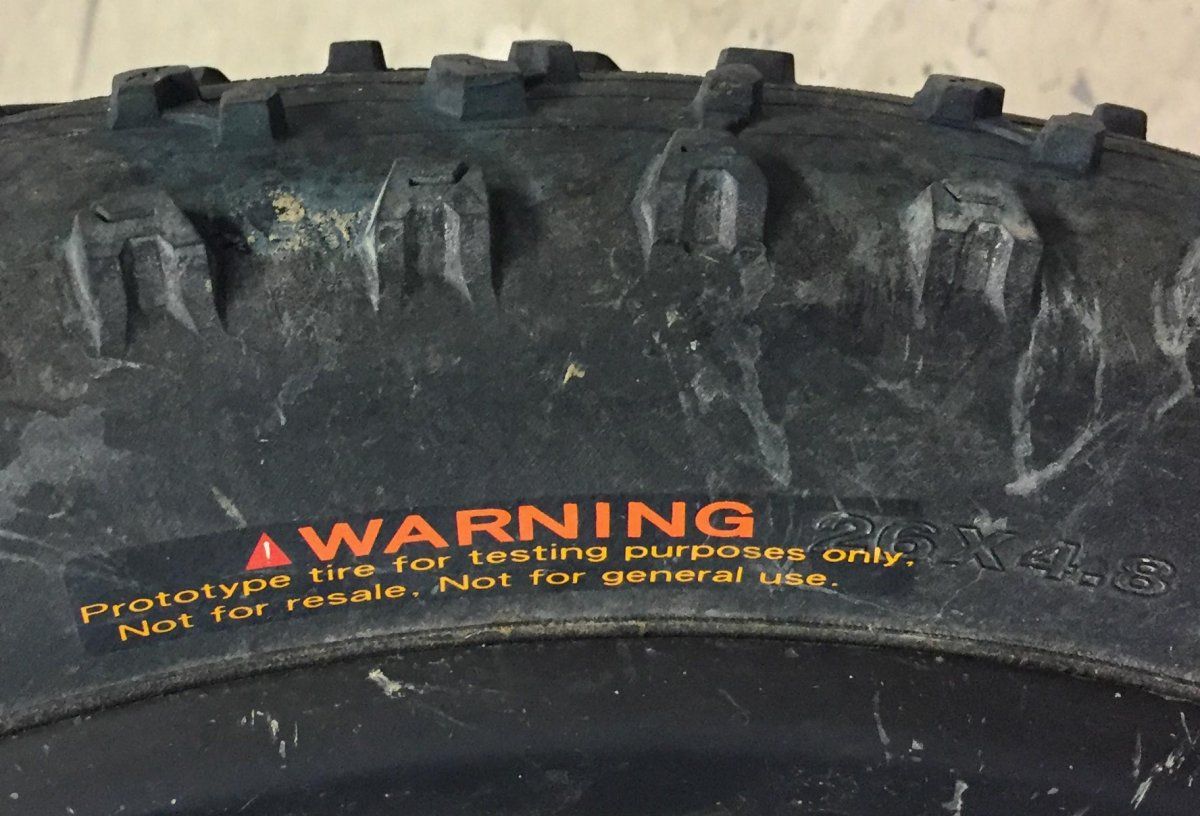 WARNING
Prototype tire for testing purposes only,
Not for resale, Not for general use.
26X4.8